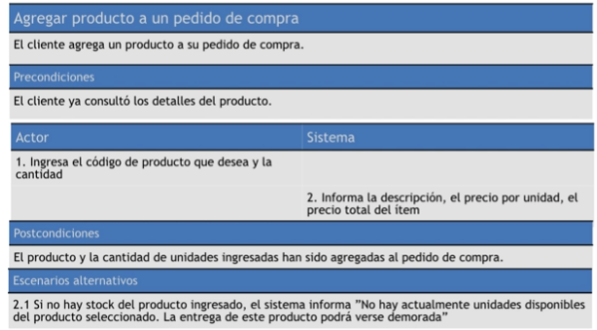 Agregar producto a un pedido de compra
El cliente agrega un producto a su pedido de compra.
Precondiciones
El cliente ya consultó los detalles del producto.
Actor
Sistema
1. Ingresa el código de producto que desea y la
cantidad
2. Informa la descripción, el precio por unidad, el
precio total del ítem
Postcondiciones
El producto y la cantidad de unidades ingresadas han sido agregadas al pedido de compra.
Escenarios alternativos
2.1 Si no hay stock del producto ingresado, el sistema informa ”No hay actualmente unidades disponibles
del producto seleccionado. La entrega de este producto podrá verse demorada”